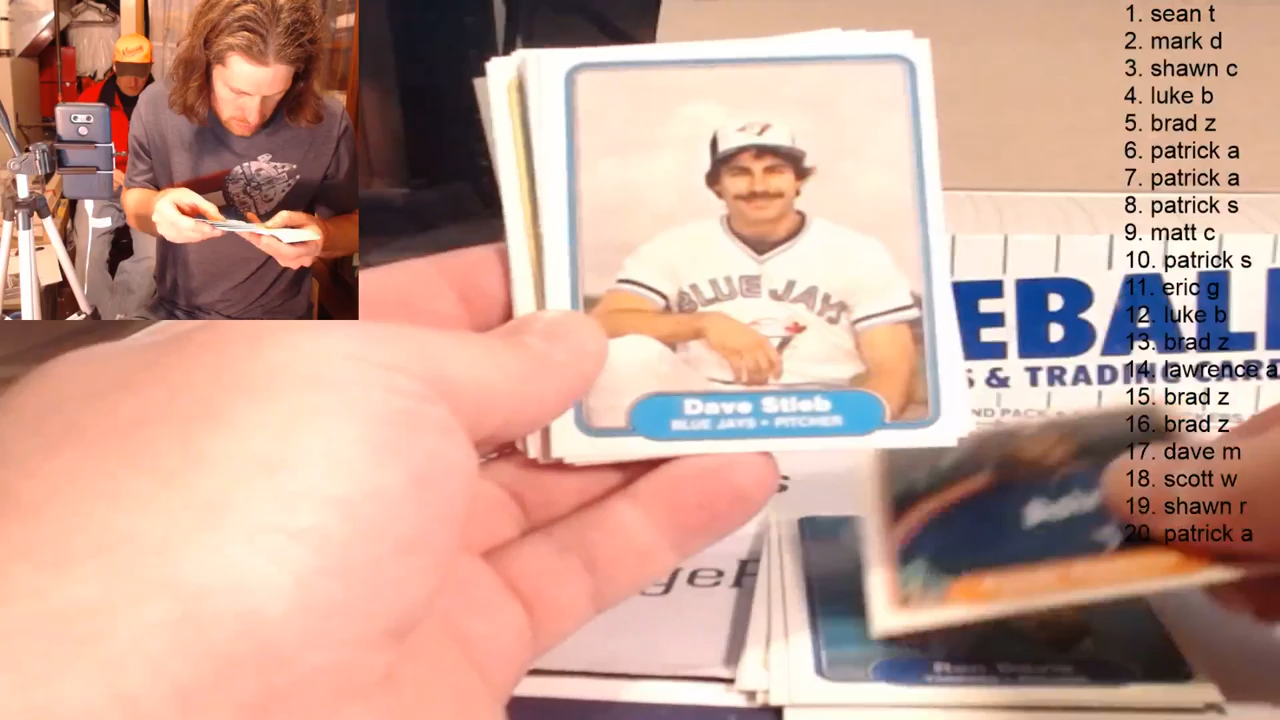 1. sean t
2. mark d
3. shawn c
4. luke b
5. brad z
6. patrick a
7. patrick a
8. patrick s
9. matt c
10. patrick s
11. eric g
12. luke b
13. brad z
14. lawrence a
15. brad z
16. brad z
17. dave m
18. scott w
19. shawn r
20. patrick a
BLUE JAYS
Dave Stieb
BLUE JAYS • PITCHER
EBALL
S & TRADING CARD
ND PACK